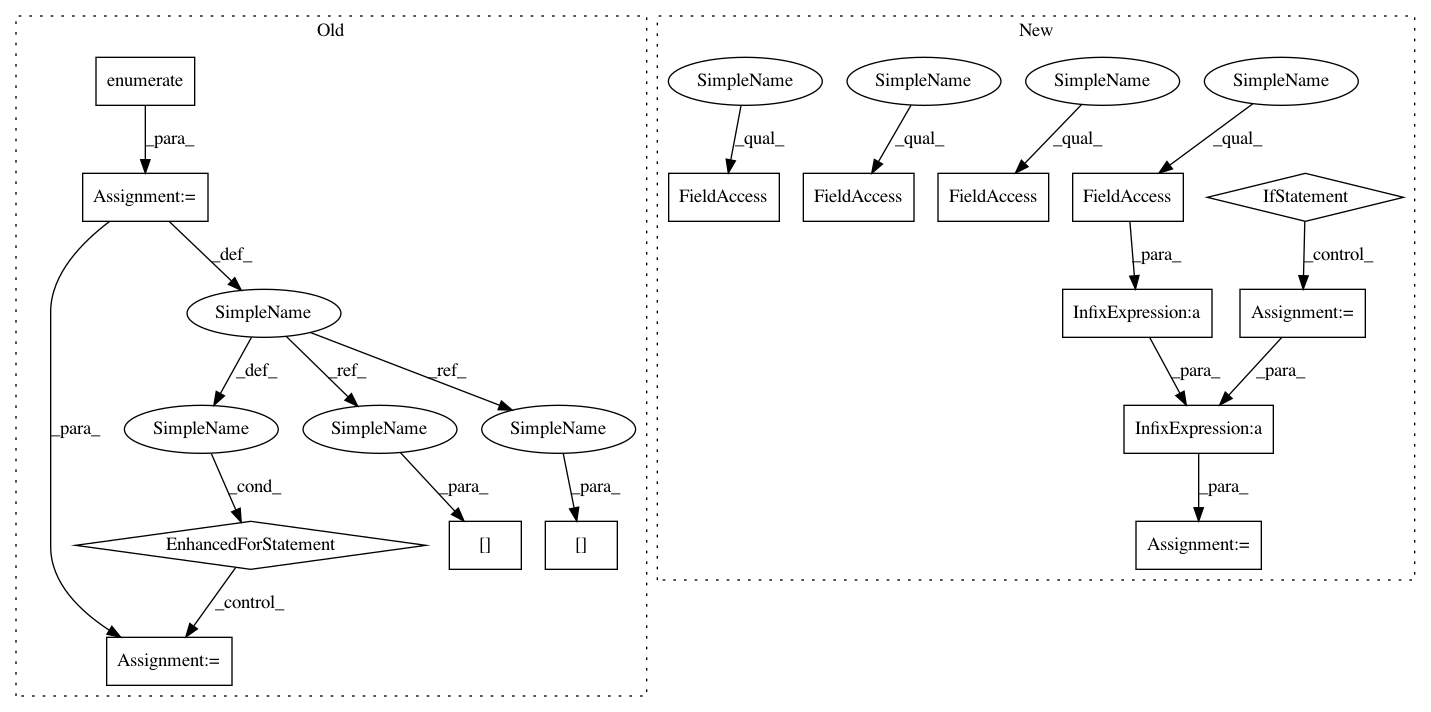 Old
New
enumerate
SimpleName
SimpleName
SimpleName
SimpleName
_para_
_qual_
_qual_
_qual_
_qual_
Assignment:=
FieldAccess
FieldAccess
FieldAccess
FieldAccess
IfStatement
_def_
_para_
_control_
SimpleName
InfixExpression:a
Assignment:=
_def_
_ref_
_ref_
_para_
_para_
_para_
SimpleName
SimpleName
SimpleName
InfixExpression:a
_cond_
_para_
_para_
_para_
EnhancedForStatement
[]
[]
Assignment:=
_control_
Assignment:=